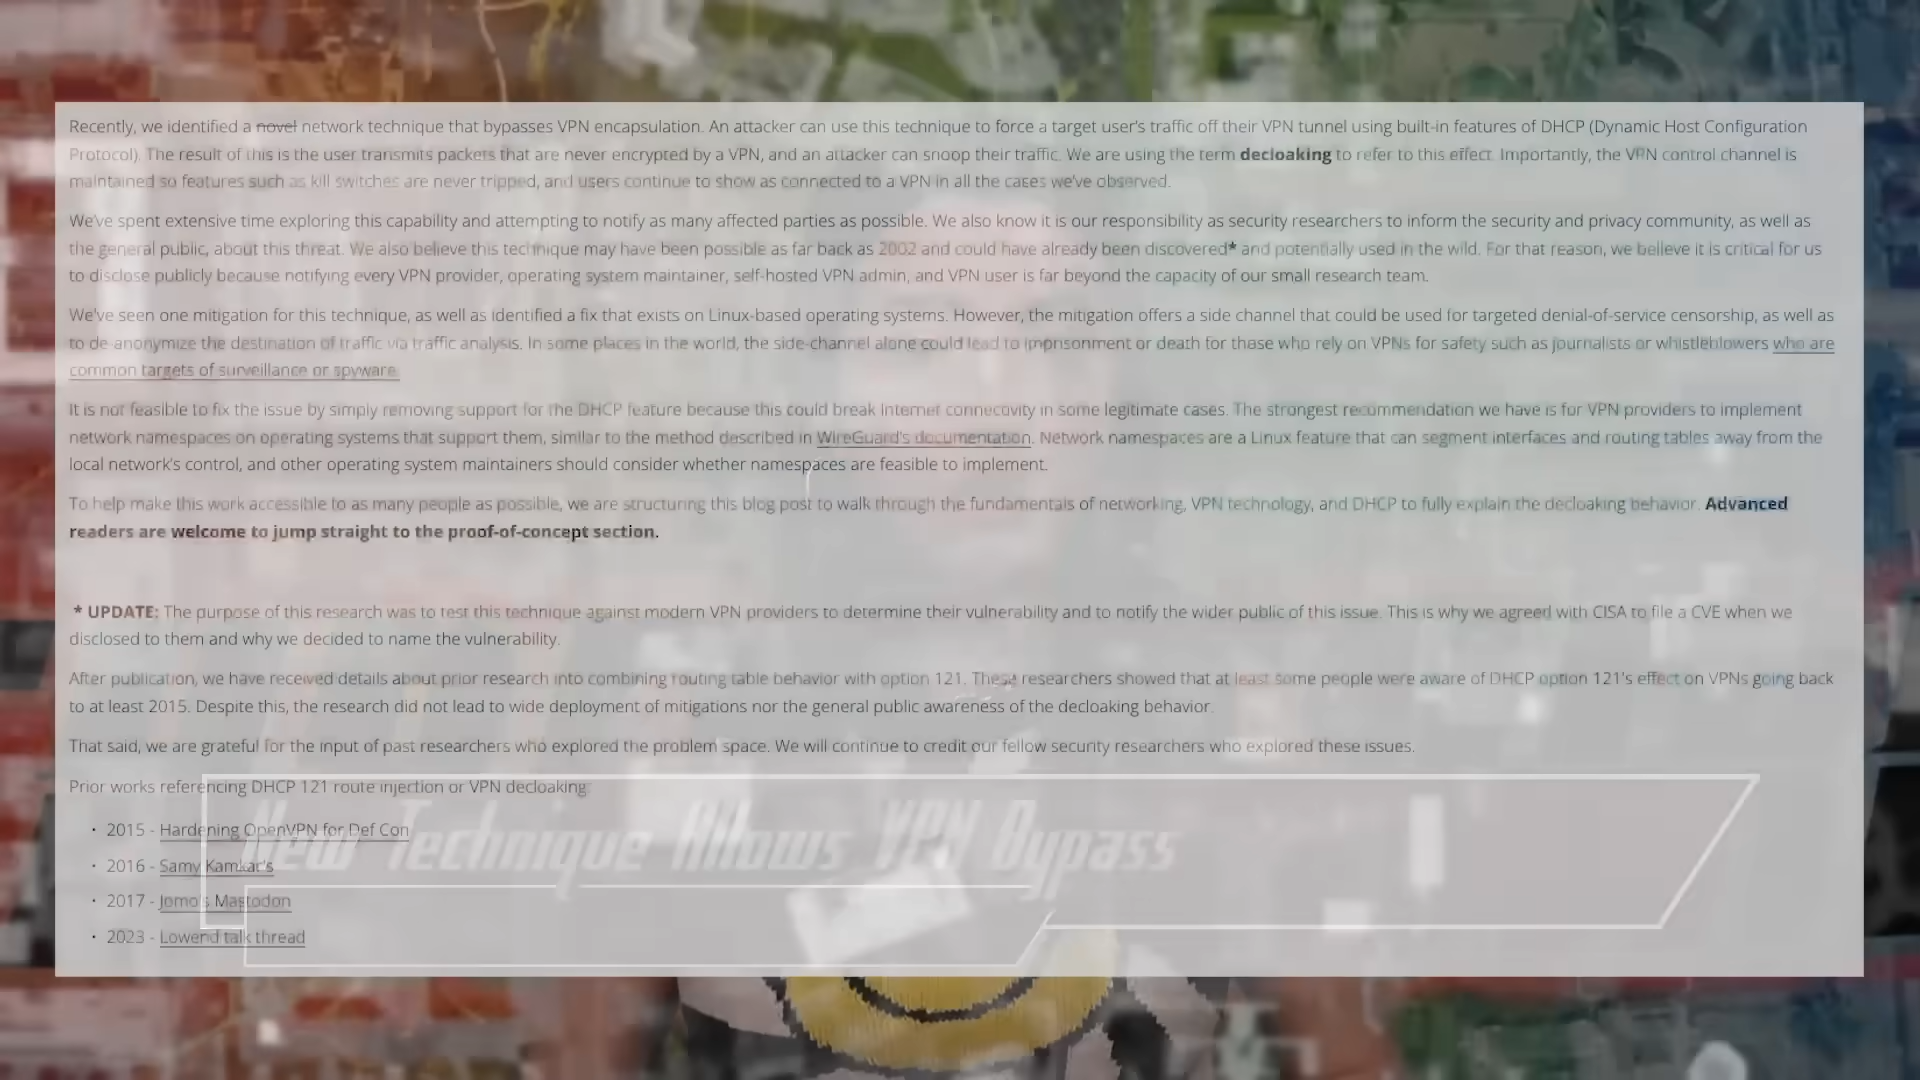 Recently, we identified a novel network technique that bypasses VPN encapsulation. An attacker can use this technique to force a target user's traffic off their VPN tunnel using built-in features of DHCP (Dynamic Host Configuration
Protocol). The result of this is the user transmits packets that are never encrypted by a VPN, and an attacker can snoop their traffic. We are using the term decloaking to refer to this effect. Importantly, the VPN control channel is
maintained so features such as kill switches are never tripped, and users continue to show as connected to a VPN in all the cases we've observed.
We've spent extensive time exploring this capability and attempting to notify as many affected parties as possible. We also know it is our responsibility as security researchers to inform the security and privacy community, as well as
the general public, about this threat. We also believe this technique may have been possible as far back as 2002 and could have already been discovered* and potentially used in the wild. For that reason, we believe it is critical for us
to disclose publicly because notifying every VPN provider, operating system maintainer, self-hosted VPN admin, and VPN user is far beyond the capacity of our small research team.
We've seen one mitigation for this technique, as well as identified a fix that exists on Linux-based operating systems. However, the mitigation offers a side channel that could be used for targeted denial-of-service censorship, as well as
to de-anonymize the destination of traffic via traffic analysis. In some places in the world, the side-channel alone could lead to imprisonment or death for those who rely on VPNs for safety such as journalists or whistleblowers who are
common targets of surveillance or spyware.
It is not feasible to fix the issue by simply removing support for the DHCP feature because this could break Internet connecovity in some legitimate cases. The strongest recommendation we have is for VPN providers to implement
network namespaces on operating systems that support them, similar to the method described in WireGuard's documentation. Network namespaces are a Linux feature that can segment interfaces and routing tables away from the
local network's control, and other operating system maintainers should consider whether namespaces are feasible to implement.
To help make this work accessible to as many people as possible, we are structuring this blog post to walk through the fundamentals of networking, VPN technology, and DHCP to fully explain the decloaking behavior. Advanced
readers are welcome to jump straight to the proof-of-concept section.
* UPDATE: The purpose of this research was to test this technique against modern VPN providers to determine their vulnerability and to notify the wider public of this issue. This is why we agreed with CISA to file a CVE when we
disclosed to them and why we decided to name the vulnerability.
After publication, we have received details about prior research into combining routing table behavior with option 121. These researchers showed that at least some people were aware of DHCP option 121's effect on VPNs going back
to at least 2015. Despite this, the research did not lead to wide deployment of mitigations nor the general public awareness of the decloaking behavior.
That said, we are grateful for the input of past researchers who explored the problem space. We will continue to credit our fellow security researchers who explored these issues.
Prior works referencing DHCP 121 route injection or VPN decloaking:
• 2015 - Hardening OpenVPN for Def Con
• 2016 - Samy Kamkar's
• 2017 - Jomo's Mastodon
• 2023 - Lowend talk thread
New Technique Allows VPN Bypass